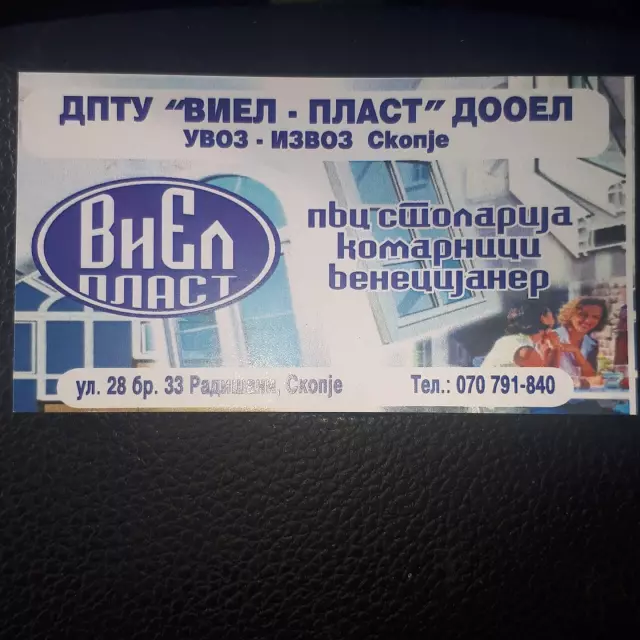 ДПТУ "ВИЕЛ - ПЛАСТ" ДООЕЛ
УВОЗ - ИЗВОЗ Скопје
ВиЕл
ПЛАСТ
пвц столарија
комарници
венецијанер
ул. 28 бр. 33 Радишани, Скопје
Тел.: 070 791-840